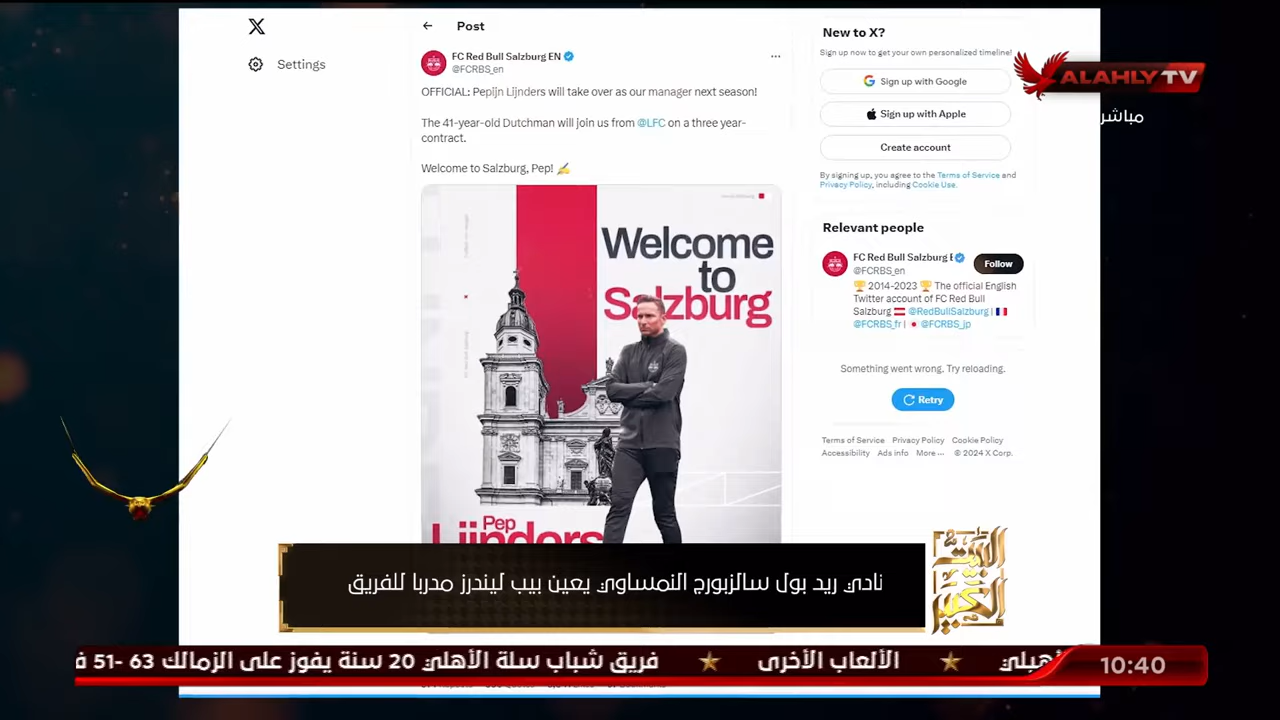 Post
Settings
FC Red Bull Salzburg EN
@FCRBS_en
OFFICIAL: Pepijn Lijnders will take over as our manager next season!
The 41-year-old Dutchman will join us from @LFC on a three year-
contract.
Welcome to Salzburg, Pep! ✍
Welcome
to
Salzburg
Pep
Lijnders
New to X?
Sign up now to get your own personalized timeline!
Sign up with Google
Sign up with Apple
Create account
By signing up, you agree to the Terms of Service and
Privacy Policy, including Cookie Use.
Relevant people
FC Red Bull Salzburg E
@FCRBS_en
Follow
🏆 2014-2023 🏆 The official English
Twitter account of FC Red Bull
Salzburg 🇦🇹 @RedBullSalzburg | 🇫🇷
@FCRBS_fr | 🇯🇵 @FCRBS_jp
Something went wrong. Try reloading.
Retry
Terms of Service Privacy Policy Cookie Policy
Accessibility Ads info More ... © 2024 X Corp.
ALAHLY TV
مباشر
نادي ريد بول سالزبورج النمساوي يعين بيب ليندرز مدربا للفريق
البيت
الكبير
الألعاب الأخرى ★ فريق شباب سلة الأهلي 20 سنة يفوز على الزمالك 63 -51
10:40